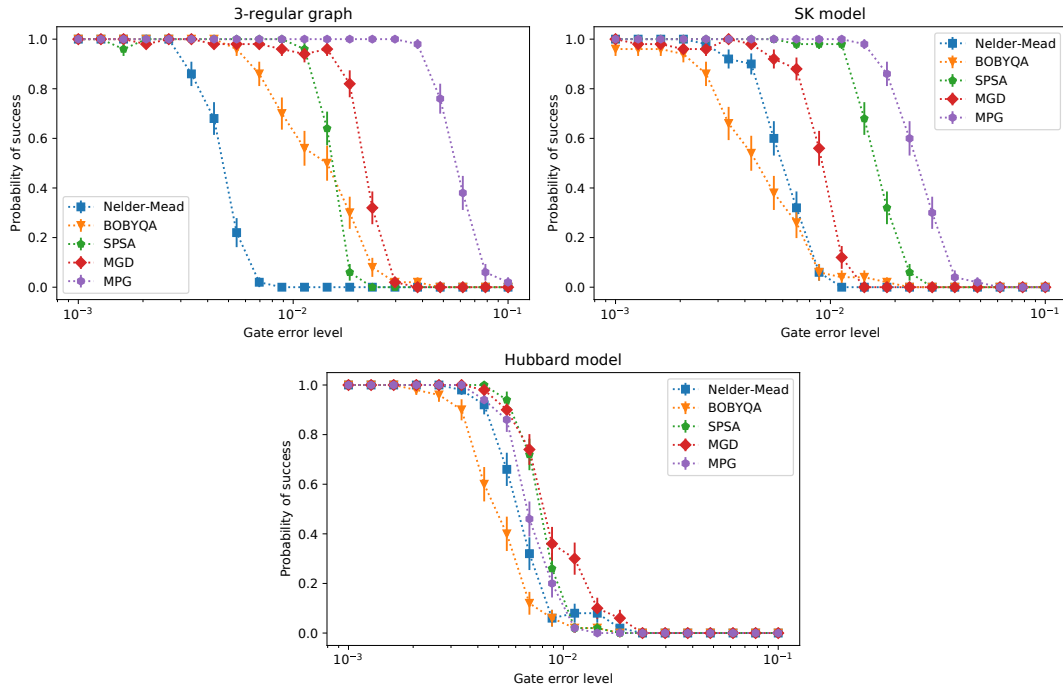 3-regular graph
Probability of success
1.0
0.8
0.6
0.4
0.2
0.0
Nelder-Mead
BOBYQA
SPSA
MGD
MPG
10⁻³
10⁻²
10⁻¹
Gate error level
SK model
Probability of success
1.0
0.8
0.6
0.4
0.2
0.0
Nelder-Mead
BOBYQA
SPSA
MGD
MPG
10⁻³
10⁻²
10⁻¹
Gate error level
Hubbard model
Probability of success
1.0
0.8
0.6
0.4
0.2
0.0
Nelder-Mead
BOBYQA
SPSA
MGD
MPG
10⁻³
10⁻²
10⁻¹
Gate error level